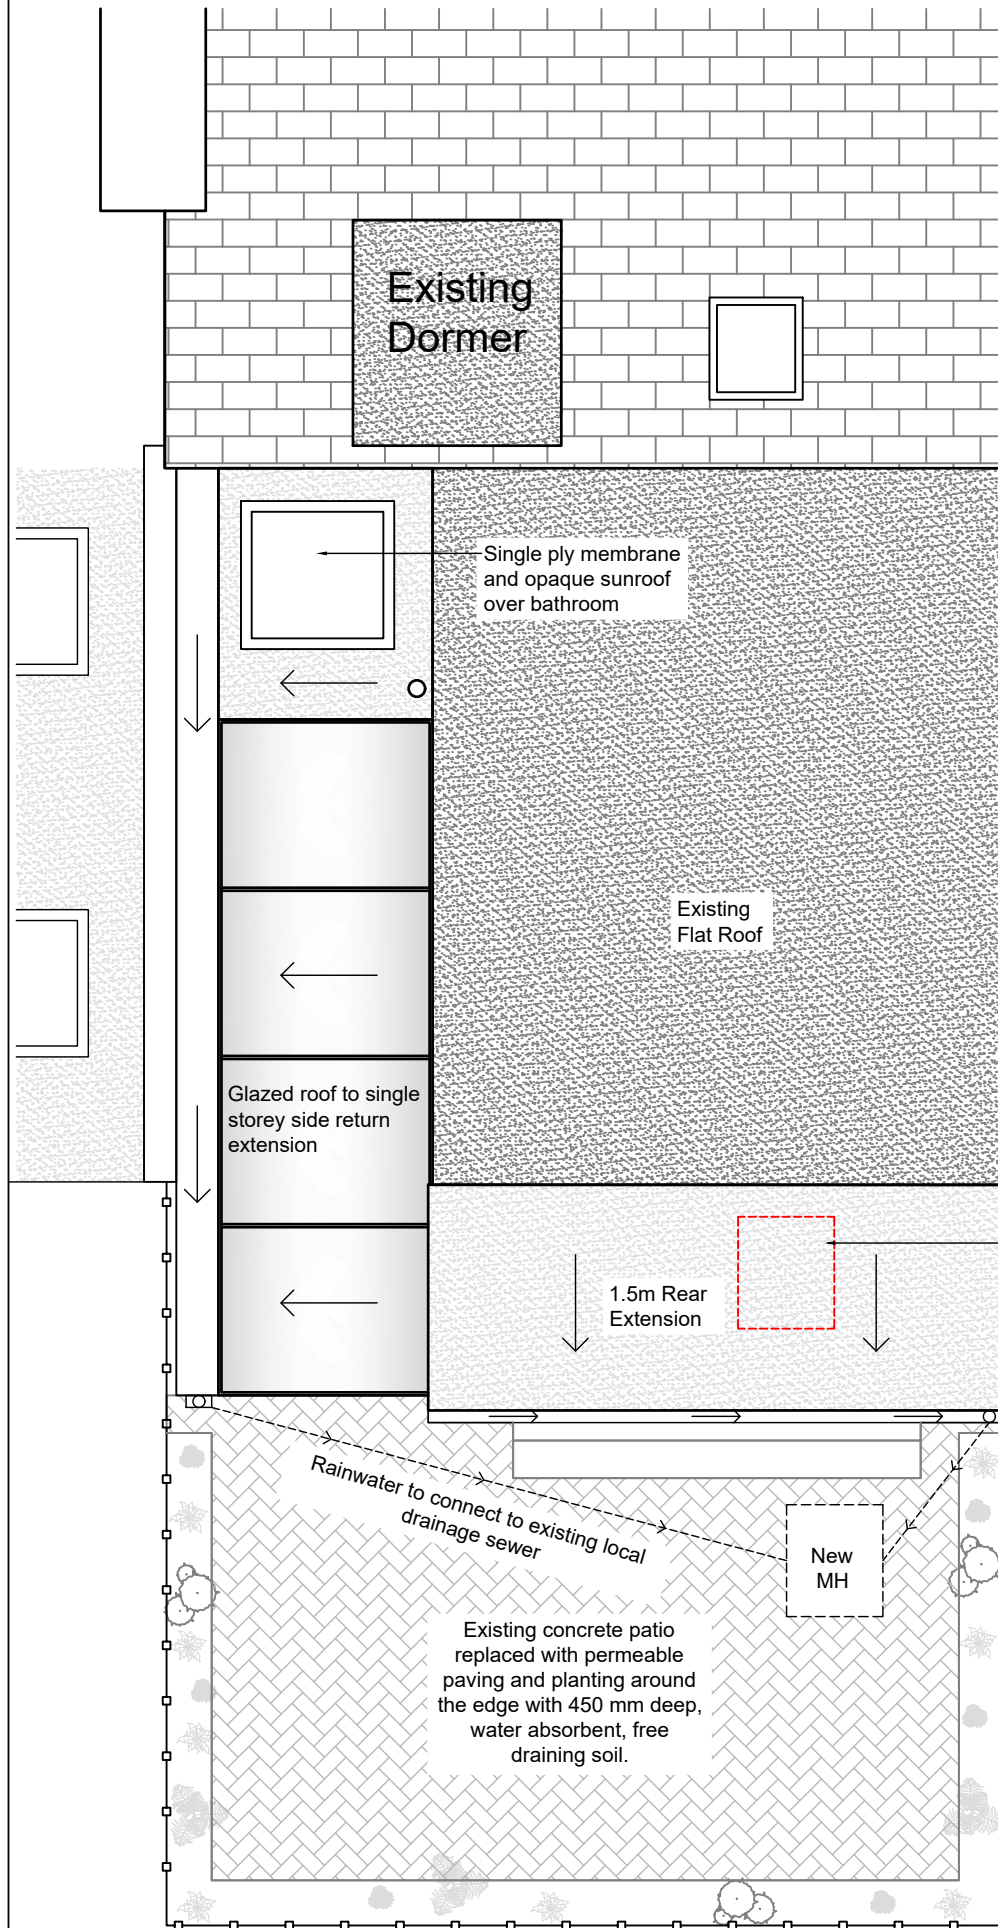 Existing
Dormer
Single ply membrane
and opaque sunroof
over bathroom
Existing
Flat Roof
Glazed roof to single
storey side return
extension
1.5m Rear
Extension
Rainwater to connect to existing local
drainage sewer
New
MH
Existing concrete patio
replaced with permeable
paving and planting around
the edge with 450 mm deep,
water absorbent, free
draining soil.